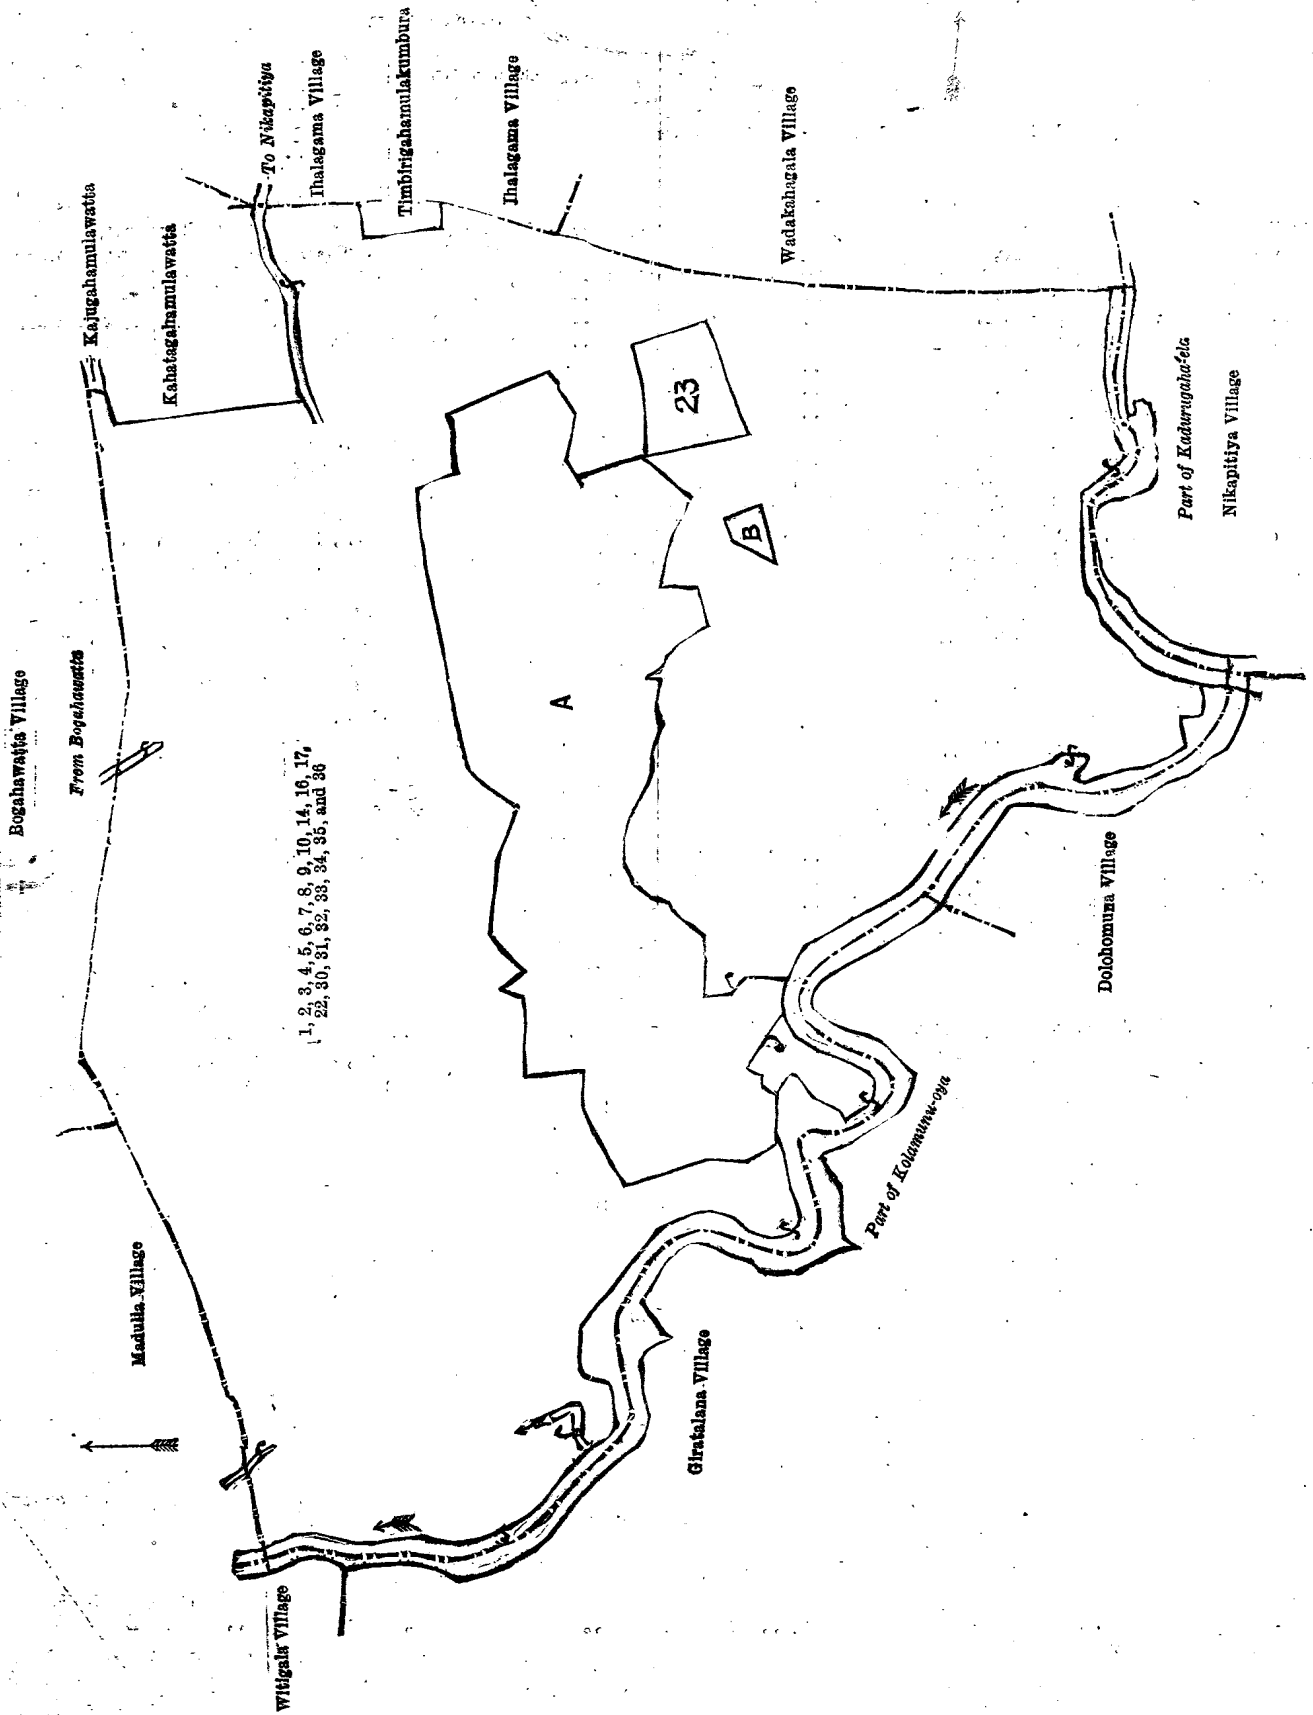 Bogahawatta Village
From Bogahawatta
Kajugahamulawatta
Kahatagahamulawatta
To Nikapitiya
Ihalagama Village
Timbirigahamulakumbura
Ihalagama Village
Wadakahagala Village
Madulla Village
1, 2, 3, 4, 5, 6, 7, 8, 9, 10, 14, 16, 17,
22, 30, 31, 32, 33, 34, 35, and 36
A
23
B
Witigala Village
Giratalana Village
Part of Kolamunu-oya
Dolohomuna Village
Part of Kadurugaha-ela
Nikapitiya Village